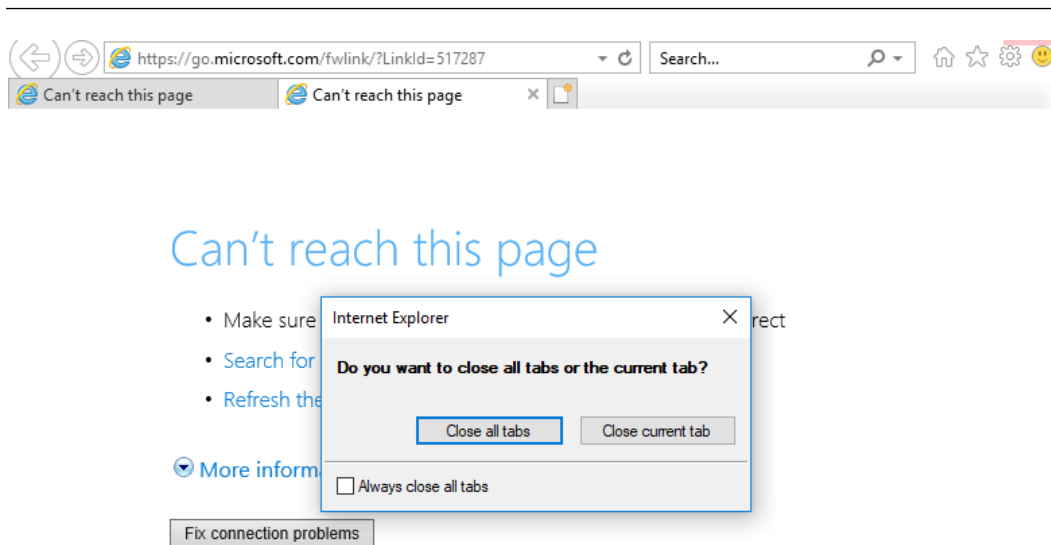 https://go.microsoft.com/fwlink/?LinkId=517287
Search...
Can't reach this page
Can't reach this page
Can't reach this page
• Make sure
rect
• Search for
• Refresh the
More inform
Fix connection problems
Internet Explorer
Do you want to close all tabs or the current tab?
Close all tabs
Close current tab
Always close all tabs